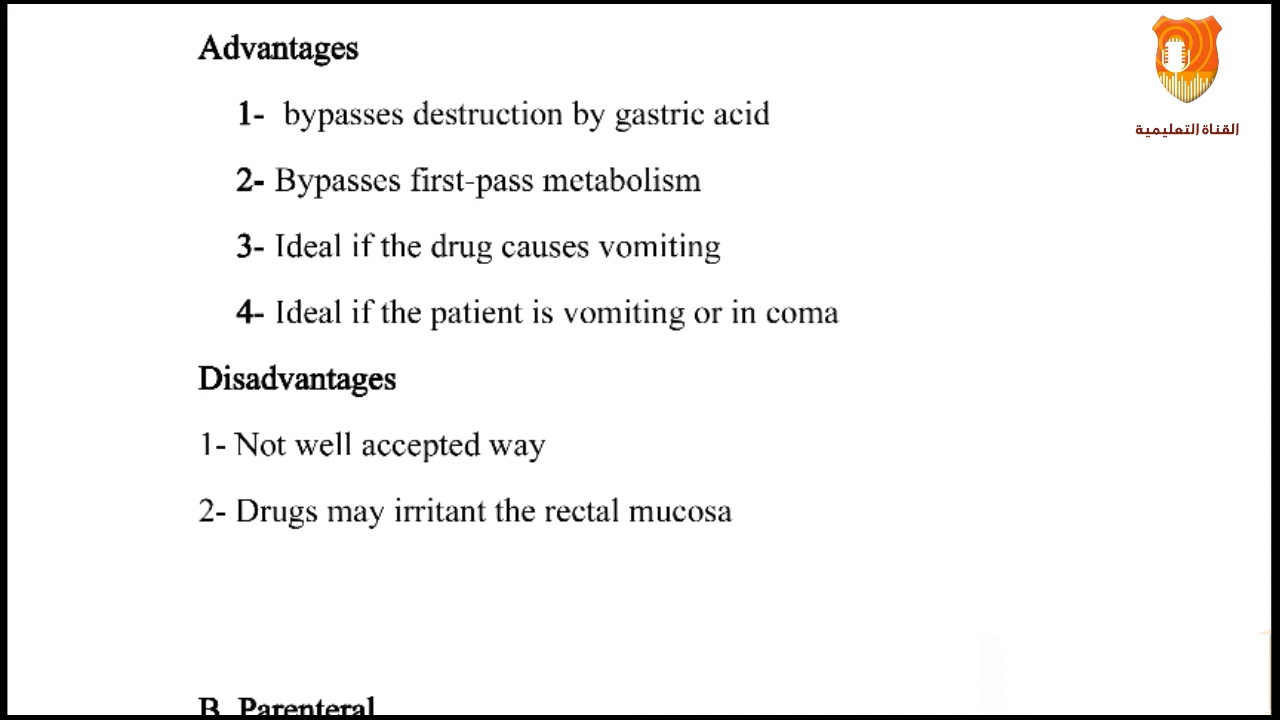 القناة التعليمية
Advantages
1- bypasses destruction by gastric acid
2- Bypasses first-pass metabolism
3- Ideal if the drug causes vomiting
4- Ideal if the patient is vomiting or in coma
Disadvantages
1- Not well accepted way
2- Drugs may irritant the rectal mucosa
B. Parenteral